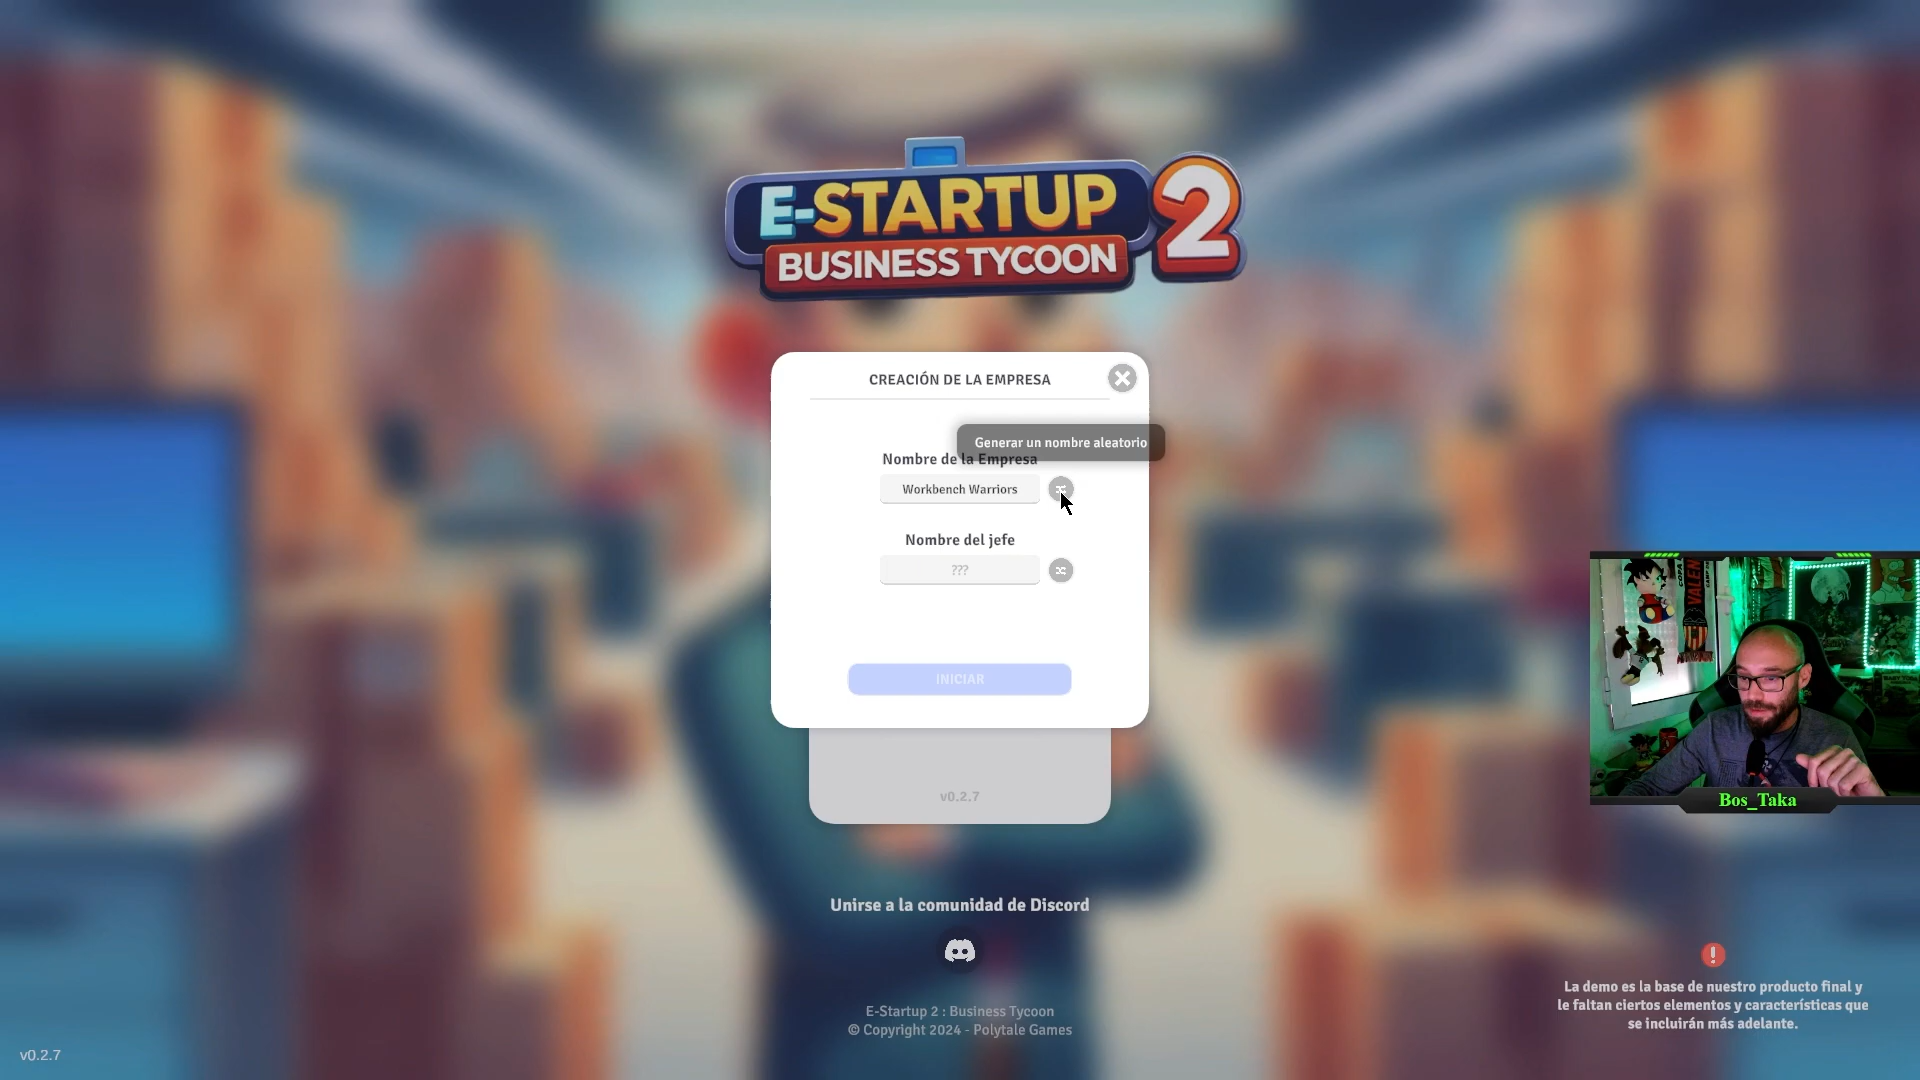 E-STARTUP 2
BUSINESS TYCOON
CREACIÓN DE LA EMPRESA
Generar un nombre aleatorio
Nombre de la Empresa
Workbench Warriors
Nombre del jefe
???
INICIAR
v0.2.7
Unirse a la comunidad de Discord
E-Startup 2 : Business Tycoon
© Copyright 2024 - Polytale Games
v0.2.7
Bos_Taka
La demo es la base de nuestro producto final y
le faltan ciertos elementos y características que
se incluirán más adelante.